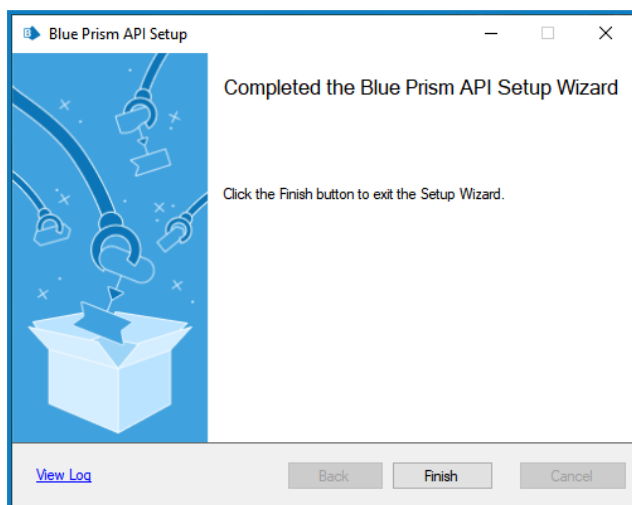 Blue Prism API Setup
Completed the Blue Prism API Setup Wizard
Click the Finish button to exit the Setup Wizard.
View Log
Back
Finish
Cancel